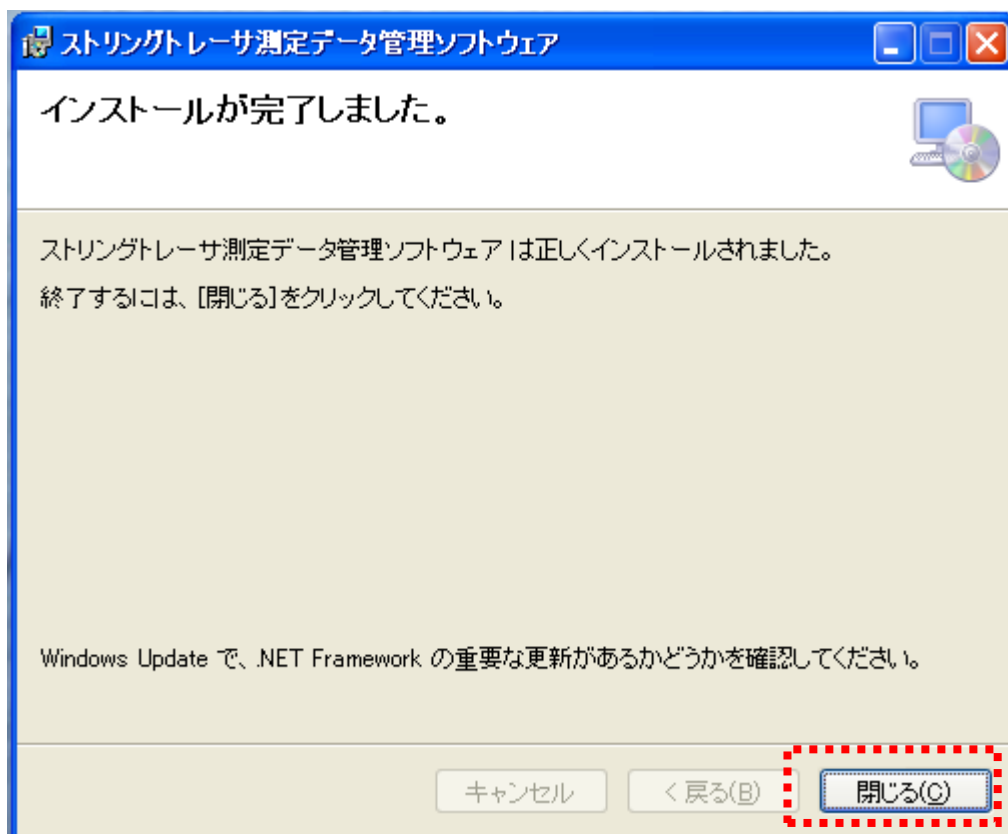 ストリングトレーサ測定データ管理ソフトウェア
インストールが完了しました。
ストリングトレーサ測定データ管理ソフトウェア は正しくインストールされました。
終了するには、[閉じる]をクリックしてください。
Windows Update で、.NET Framework の重要な更新があるかどうかを確認してください。
キャンセル
< 戻る(B)
閉じる(C)